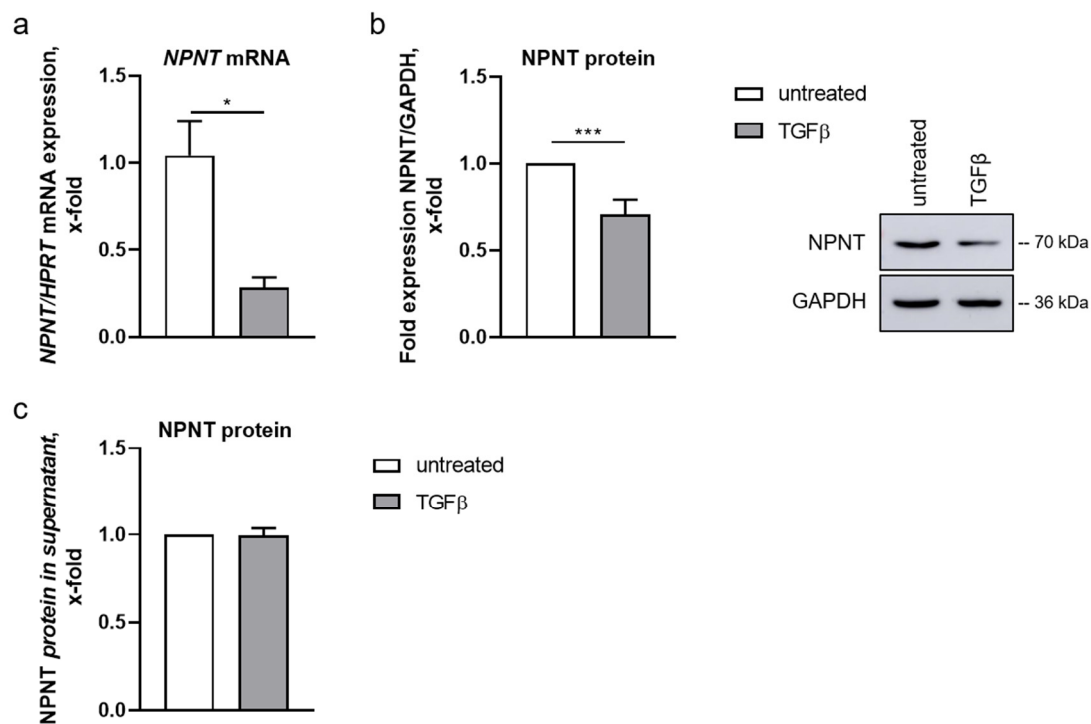 a
NPNT mRNA
NPNT/HPRT mRNA expression,
x-fold
1.5
1.0
0.5
0.0
*
b
NPNT protein
Fold expression NPNT/GAPDH,
x-fold
1.5
1.0
0.5
0.0
***
untreated
TGFβ
untreated
TGFβ
NPNT
-- 70 kDa
GAPDH
-- 36 kDa
c
NPNT protein
NPNT protein in supernatant,
x-fold
1.5
1.0
0.5
0.0
untreated
TGFβ